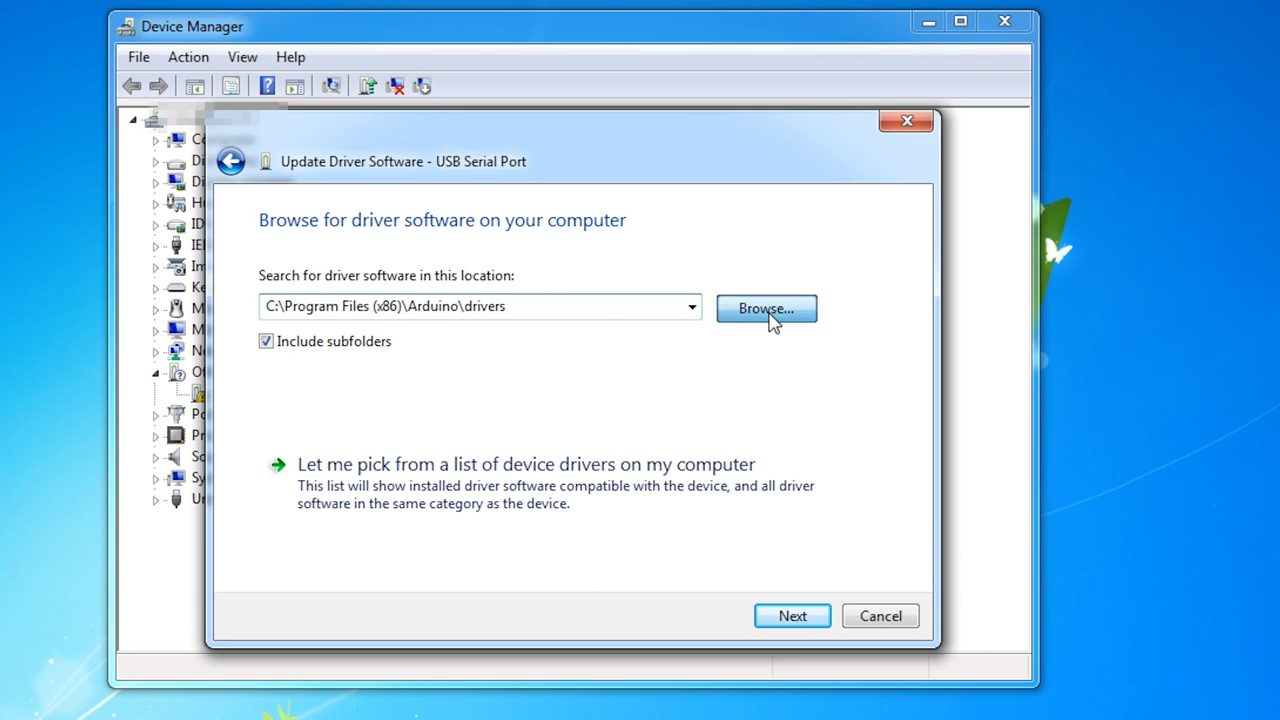 Device Manager
File Action View Help
Update Driver Software - USB Serial Port
Browse for driver software on your computer
Search for driver software in this location:
C:\Program Files (x86)\Arduino\drivers
Browse...
Include subfolders
Let me pick from a list of device drivers on my computer
This list will show installed driver software compatible with the device, and all driver
software in the same category as the device.
Next Cancel